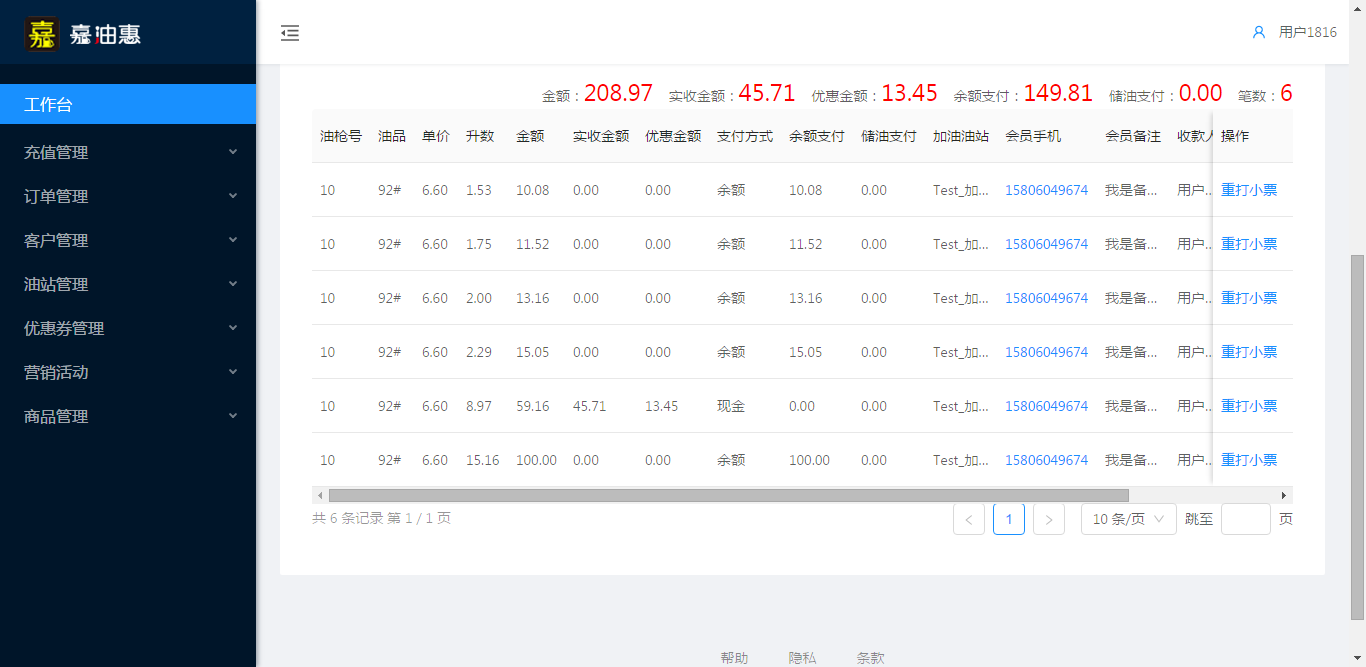 嘉 嘉油惠
用户1816
工作台
充值管理
订单管理
客户管理
油站管理
优惠券管理
营销活动
商品管理
金额：208.97 实收金额：45.71 优惠金额：13.45 余额支付：149.81 储油支付：0.00 笔数：6
油枪号 油品 单价 升数 金额 实收金额 优惠金额 支付方式 余额支付 储油支付 加油油站 会员手机 会员备注 收款人 操作
10 92# 6.60 1.53 10.08 0.00 0.00 余额 10.08 0.00 Test_加... 15806049674 我是备... 用户... 重打小票
10 92# 6.60 1.75 11.52 0.00 0.00 余额 11.52 0.00 Test_加... 15806049674 我是备... 用户... 重打小票
10 92# 6.60 2.00 13.16 0.00 0.00 余额 13.16 0.00 Test_加... 15806049674 我是备... 用户... 重打小票
10 92# 6.60 2.29 15.05 0.00 0.00 余额 15.05 0.00 Test_加... 15806049674 我是备... 用户... 重打小票
10 92# 6.60 8.97 59.16 45.71 13.45 现金 0.00 0.00 Test_加... 15806049674 我是备... 用户... 重打小票
10 92# 6.60 15.16 100.00 0.00 0.00 余额 100.00 0.00 Test_加... 15806049674 我是备... 用户... 重打小票
共 6 条记录 第 1 / 1 页 < 1 > 10 条/页 跳至 页
帮助 隐私 条款